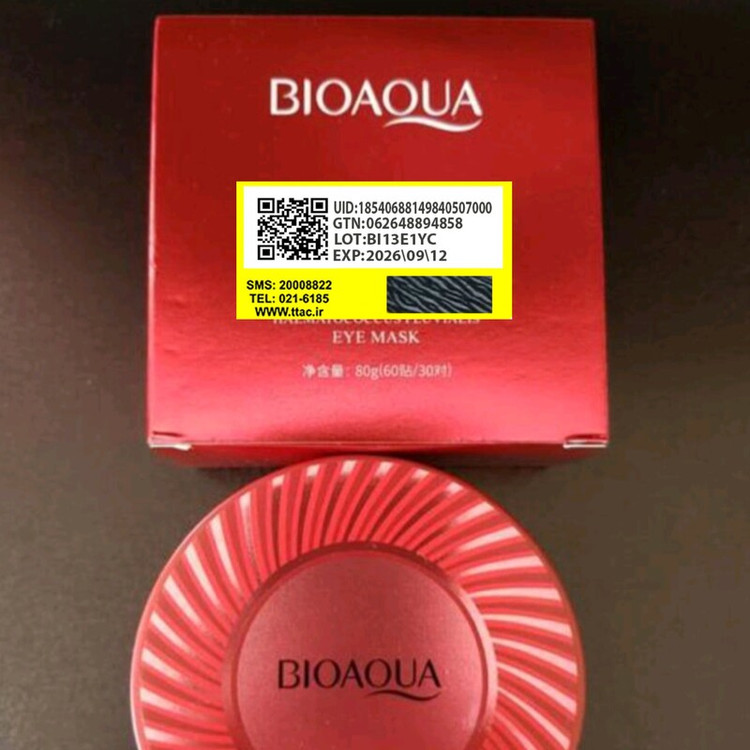 BIOAQUA
UID:18540688149840507000
GTN:062648894858
LOT:BI13E1YC
EXP:2026\09\12
SMS: 20008822
TEL: 021-6185
WWW.ttac.ir
EYE MASK
净含量: 80g(60贴/30对)
BIOAQUA